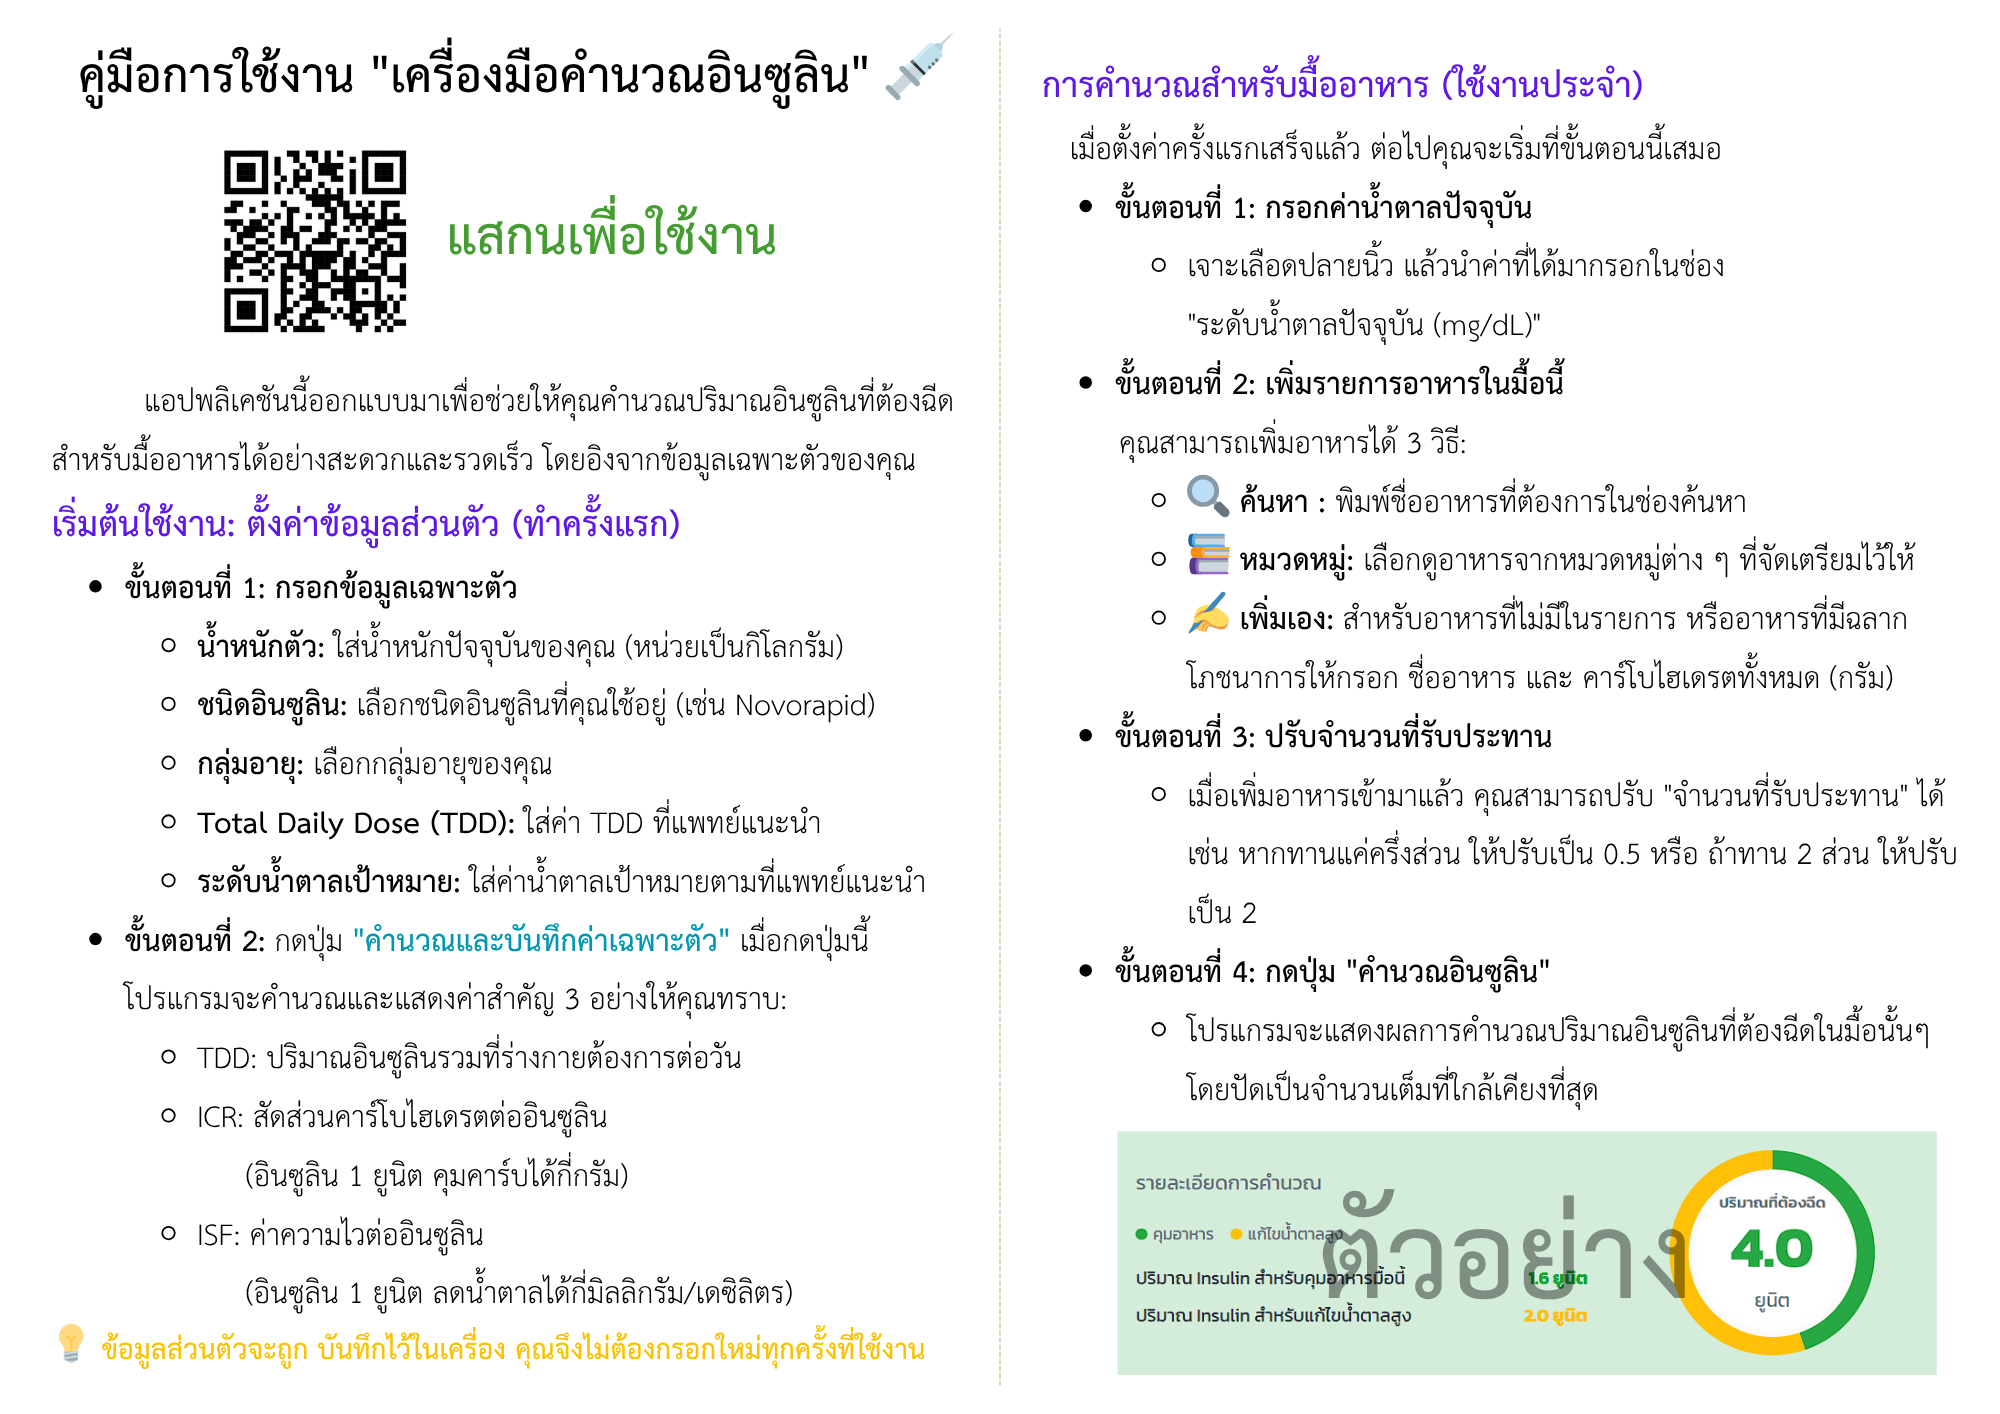 คู่มือการใช้งาน "เครื่องมือคำนวณอินซูลิน"
แสกนเพื่อใช้งาน
แอปพลิเคชันนี้ออกแบบมาเพื่อช่วยให้คุณคำนวณปริมาณอินซูลินที่ต้องฉีด
สำหรับมื้ออาหารได้อย่างสะดวกและรวดเร็ว โดยอิงจากข้อมูลเฉพาะตัวของคุณ
เริ่มต้นใช้งาน: ตั้งค่าข้อมูลส่วนตัว (ทำครั้งแรก)
ขั้นตอนที่ 1: กรอกข้อมูลเฉพาะตัว
น้ำหนักตัว: ใส่น้ำหนักปัจจุบันของคุณ (หน่วยเป็นกิโลกรัม)
ชนิดอินซูลิน: เลือกชนิดอินซูลินที่คุณใช้อยู่ (เช่น Novorapid)
กลุ่มอายุ: เลือกกลุ่มอายุของคุณ
Total Daily Dose (TDD): ใส่ค่า TDD ที่แพทย์แนะนำ
ระดับน้ำตาลเป้าหมาย: ใส่ค่าน้ำตาลเป้าหมายตามที่แพทย์แนะนำ
ขั้นตอนที่ 2: กดปุ่ม "คำนวณและบันทึกค่าเฉพาะตัว" เมื่อกดปุ่มนี้
โปรแกรมจะคำนวณและแสดงค่าสำคัญ 3 อย่างให้คุณทราบ:
TDD: ปริมาณอินซูลินรวมที่ร่างกายต้องการต่อวัน
ICR: สัดส่วนคาร์โบไฮเดรตต่ออินซูลิน
(อินซูลิน 1 ยูนิต คุมคาร์บได้กี่กรัม)
ISF: ค่าความไวต่ออินซูลิน
(อินซูลิน 1 ยูนิต ลดน้ำตาลได้กี่มิลลิกรัม/เดซิลิตร)
ข้อมูลส่วนตัวจะถูก บันทึกไว้ในเครื่อง คุณจึงไม่ต้องกรอกใหม่ทุกครั้งที่ใช้งาน
การคำนวณสำหรับมื้ออาหาร (ใช้งานประจำ)
เมื่อตั้งค่าครั้งแรกเสร็จแล้ว ต่อไปคุณจะเริ่มที่ขั้นตอนนี้เสมอ
ขั้นตอนที่ 1: กรอกค่าน้ำตาลปัจจุบัน
เจาะเลือดปลายนิ้ว แล้วนำค่าที่ได้มากรอกในช่อง
"ระดับน้ำตาลปัจจุบัน (mg/dL)"
ขั้นตอนที่ 2: เพิ่มรายการอาหารในมื้อนี้
คุณสามารถเพิ่มอาหารได้ 3 วิธี:
ค้นหา : พิมพ์ชื่ออาหารที่ต้องการในช่องค้นหา
หมวดหมู่: เลือกดูอาหารจากหมวดหมู่ต่าง ๆ ที่จัดเตรียมไว้ให้
เพิ่มเอง: สำหรับอาหารที่ไม่มีในรายการ หรืออาหารที่มีฉลาก
โภชนาการให้กรอก ชื่ออาหาร และ คาร์โบไฮเดรตทั้งหมด (กรัม)
ขั้นตอนที่ 3: ปรับจำนวนที่รับประทาน
เมื่อเพิ่มอาหารเข้ามาแล้ว คุณสามารถปรับ "จำนวนที่รับประทาน" ได้
เช่น หากทานแค่ครึ่งส่วน ให้ปรับเป็น 0.5 หรือ ถ้าทาน 2 ส่วน ให้ปรับ
เป็น 2
ขั้นตอนที่ 4: กดปุ่ม "คำนวณอินซูลิน"
โปรแกรมจะแสดงผลการคำนวณปริมาณอินซูลินที่ต้องฉีดในมื้อนั้นๆ
โดยปัดเป็นจำนวนเต็มที่ใกล้เคียงที่สุด
รายละเอียดการคำนวณ
คุมอาหาร แก้ไขน้ำตาลสูง
ปริมาณ Insulin สำหรับคุมอาหารมื้อนี้ 1.6 ยูนิต
ปริมาณ Insulin สำหรับแก้ไขน้ำตาลสูง 2.0 ยูนิต
ตัวอย่าง
ปริมาณที่ต้องฉีด
4.0
ยูนิต